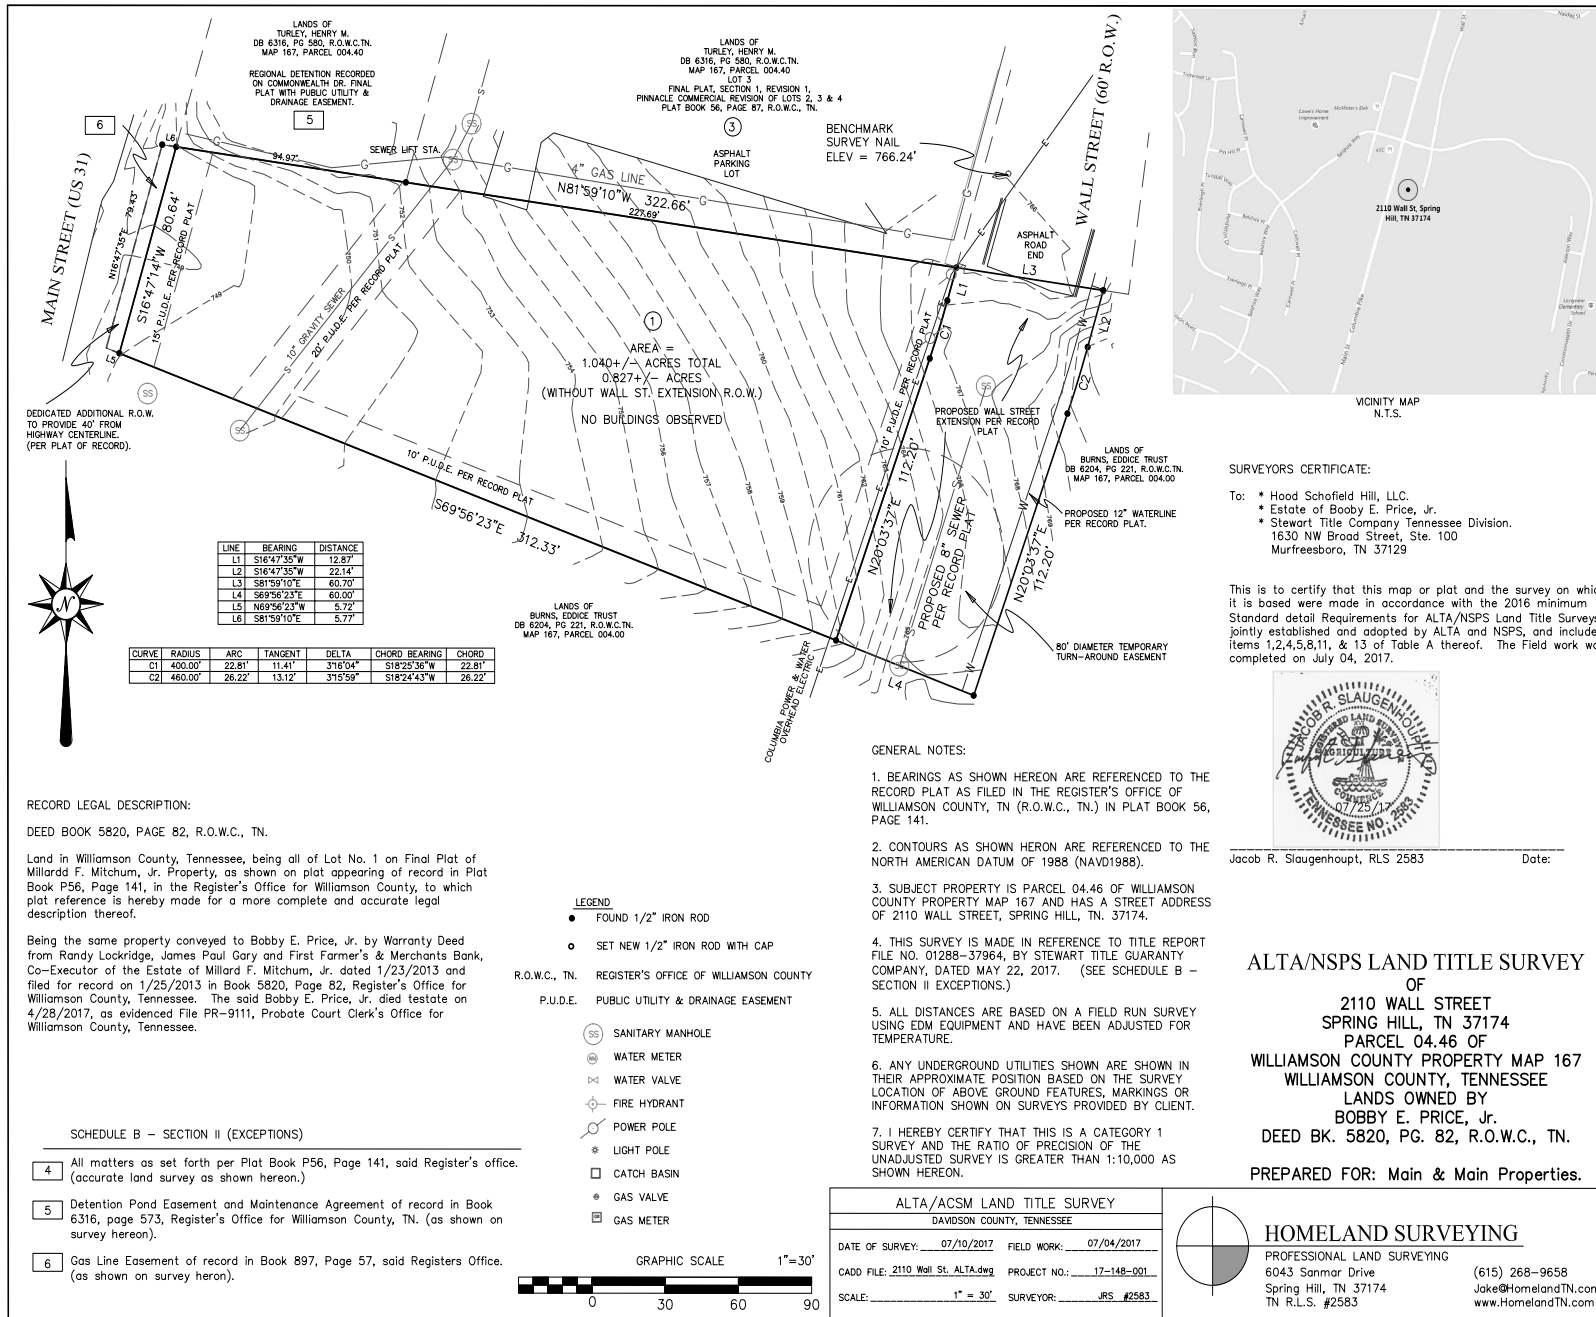 LANDS OF
TURLEY, HENRY M.
DB 6316, PG 580, R.O.W.C.TN.
MAP 167, PARCEL 004.40
REGIONAL DETENTION RECORDED
ON COMMONWEALTH DR. FINAL
PLAT WITH PUBLIC UTILITY &
DRAINAGE EASEMENT.
5
6
LANDS OF
TURLEY, HENRY M.
DB 6316, PG 580, R.O.W.C.TN.
MAP 167, PARCEL 004.40
LOT 3
FINAL PLAT, SECTION 1, REVISION 1,
PINNACLE COMMERCIAL REVISION OF LOTS 2, 3 & 4
PLAT BOOK 56, PAGE 87, R.O.W.C., TN.
3
ASPHALT
PARKING
LOT
BENCHMARK
SURVEY NAIL
ELEV = 766.24'
WALL STREET (60' R.O.W.)
MAIN STREET (US 31)
L6
94.97'
SEWER LIFT STA.
4" GAS LINE
N81°59'10"W 322.66'
227.69'
ASPHALT
ROAD
END
L3
N16°47'35"E 79.43'
S16°47'14"W 80.64'
15' P.U.D.E. PER RECORD PLAT
10" GRAVITY SEWER
20' P.U.D.E. PER RECORD PLAT
1
AREA =
1.040+/- ACRES TOTAL
0.827+/- ACRES
(WITHOUT WALL ST. EXTENSION R.O.W.)
NO BUILDINGS OBSERVED
L1
C1
L2
C2
L5
DEDICATED ADDITIONAL R.O.W.
TO PROVIDE 40' FROM
HIGHWAY CENTERLINE.
(PER PLAT OF RECORD).
10' P.U.D.E. PER RECORD PLAT
S69°56'23"E 312.33'
10' P.U.D.E. PER RECORD PLAT
N20°03'37"E 112.20'
PROPOSED WALL STREET
EXTENSION PER RECORD
PLAT
PROPOSED 8" SEWER
PER RECORD PLAT
N20°03'37"E
112.20'
LANDS OF
BURNS, EDDICE TRUST
DB 6204, PG 221, R.O.W.C.TN.
MAP 167, PARCEL 004.00
PROPOSED 12" WATERLINE
PER RECORD PLAT.
80' DIAMETER TEMPORARY
TURN-AROUND EASEMENT
LANDS OF
BURNS, EDDICE TRUST
DB 6204, PG 221, R.O.W.C.TN.
MAP 167, PARCEL 004.00
COLUMBIA POWER & WATER
OVERHEAD ELECTRIC
L4
N
LINE BEARING DISTANCE
L1 S16°47'35"W 12.87'
L2 S16°47'35"W 22.14'
L3 S81°59'10"E 60.70'
L4 S69°56'23"E 60.00'
L5 N69°56'23"W 5.72'
L6 S81°59'10"E 5.77'
CURVE RADIUS ARC TANGENT DELTA CHORD BEARING CHORD
C1 400.00' 22.81' 11.41' 3°16'04" S18°25'36"W 22.81'
C2 460.00' 26.22' 13.12' 3°15'59" S18°24'43"W 26.22'
2110 Wall St, Spring
Hill, TN 37174
VICINITY MAP
N.T.S.
SURVEYORS CERTIFICATE:
To: * Hood Schofield Hill, LLC.
* Estate of Booby E. Price, Jr.
* Stewart Title Company Tennessee Division.
1630 NW Broad Street, Ste. 100
Murfreesboro, TN 37129
This is to certify that this map or plat and the survey on whic
it is based were made in accordance with the 2016 minimum
Standard detail Requirements for ALTA/NSPS Land Title Surveys
jointly established and adopted by ALTA and NSPS, and include
items 1,2,4,5,8,11, & 13 of Table A thereof. The Field work wa
completed on July 04, 2017.
JACOB R. SLAUGENHOUPT
REGISTERED LAND SURVEYOR
AGRICULTURE
COMMERCE
07/25/17
TENNESSEE NO. 2583
Jacob R. Slaugenhoupt, RLS 2583 Date:
RECORD LEGAL DESCRIPTION:
DEED BOOK 5820, PAGE 82, R.O.W.C., TN.
Land in Williamson County, Tennessee, being all of Lot No. 1 on Final Plat of
Millardd F. Mitchum, Jr. Property, as shown on plat appearing of record in Plat
Book P56, Page 141, in the Register's Office for Williamson County, to which
plat reference is hereby made for a more complete and accurate legal
description thereof.
Being the same property conveyed to Bobby E. Price, Jr. by Warranty Deed
from Randy Lockridge, James Paul Gary and First Farmer's & Merchants Bank,
Co-Executor of the Estate of Millard F. Mitchum, Jr. dated 1/23/2013 and
filed for record on 1/25/2013 in Book 5820, Page 82, Register's Office for
Williamson County, Tennessee. The said Bobby E. Price, Jr. died testate on
4/28/2017, as evidenced File PR-9111, Probate Court Clerk's Office for
Williamson County, Tennessee.
SCHEDULE B - SECTION II (EXCEPTIONS)
4 All matters as set forth per Plat Book P56, Page 141, said Register's office.
(accurate land survey as shown hereon.)
5 Detention Pond Easement and Maintenance Agreement of record in Book
6316, page 573, Register's Office for Williamson County, TN. (as shown on
survey hereon).
6 Gas Line Easement of record in Book 897, Page 57, said Registers Office.
(as shown on survey heron).
LEGEND
FOUND 1/2" IRON ROD
SET NEW 1/2" IRON ROD WITH CAP
R.O.W.C., TN. REGISTER'S OFFICE OF WILLIAMSON COUNTY
P.U.D.E. PUBLIC UTILITY & DRAINAGE EASEMENT
SS SANITARY MANHOLE
WATER METER
WATER VALVE
FIRE HYDRANT
POWER POLE
LIGHT POLE
CATCH BASIN
GAS VALVE
GAS METER
GRAPHIC SCALE 1"=30'
0 30 60 90
GENERAL NOTES:
1. BEARINGS AS SHOWN HEREON ARE REFERENCED TO THE
RECORD PLAT AS FILED IN THE REGISTER'S OFFICE OF
WILLIAMSON COUNTY, TN (R.O.W.C., TN.) IN PLAT BOOK 56,
PAGE 141.
2. CONTOURS AS SHOWN HERON ARE REFERENCED TO THE
NORTH AMERICAN DATUM OF 1988 (NAVD1988).
3. SUBJECT PROPERTY IS PARCEL 04.46 OF WILLIAMSON
COUNTY PROPERTY MAP 167 AND HAS A STREET ADDRESS
OF 2110 WALL STREET, SPRING HILL, TN. 37174.
4. THIS SURVEY IS MADE IN REFERENCE TO TITLE REPORT
FILE NO. 01288-37964, BY STEWART TITLE GUARANTY
COMPANY, DATED MAY 22, 2017. (SEE SCHEDULE B -
SECTION II EXCEPTIONS.)
5. ALL DISTANCES ARE BASED ON A FIELD RUN SURVEY
USING EDM EQUIPMENT AND HAVE BEEN ADJUSTED FOR
TEMPERATURE.
6. ANY UNDERGROUND UTILITIES SHOWN ARE SHOWN IN
THEIR APPROXIMATE POSITION BASED ON THE SURVEY
LOCATION OF ABOVE GROUND FEATURES, MARKINGS OR
INFORMATION SHOWN ON SURVEYS PROVIDED BY CLIENT.
7. I HEREBY CERTIFY THAT THIS IS A CATEGORY 1
SURVEY AND THE RATIO OF PRECISION OF THE
UNADJUSTED SURVEY IS GREATER THAN 1:10,000 AS
SHOWN HEREON.
ALTA/NSPS LAND TITLE SURVEY
OF
2110 WALL STREET
SPRING HILL, TN 37174
PARCEL 04.46 OF
WILLIAMSON COUNTY PROPERTY MAP 167
WILLIAMSON COUNTY, TENNESSEE
LANDS OWNED BY
BOBBY E. PRICE, Jr.
DEED BK. 5820, PG. 82, R.O.W.C., TN.
PREPARED FOR: Main & Main Properties.
ALTA/ACSM LAND TITLE SURVEY
DAVIDSON COUNTY, TENNESSEE
DATE OF SURVEY: 07/10/2017 FIELD WORK: 07/04/2017
CADD FILE: 2110 Wall St. ALTA.dwg PROJECT NO.: 17-148-001
SCALE: 1" = 30' SURVEYOR: JRS #2583
HOMELAND SURVEYING
PROFESSIONAL LAND SURVEYING
6043 Sanmar Drive (615) 268-9658
Spring Hill, TN 37174 Jake@HomelandTN.con
TN R.L.S. #2583 www.HomelandTN.con